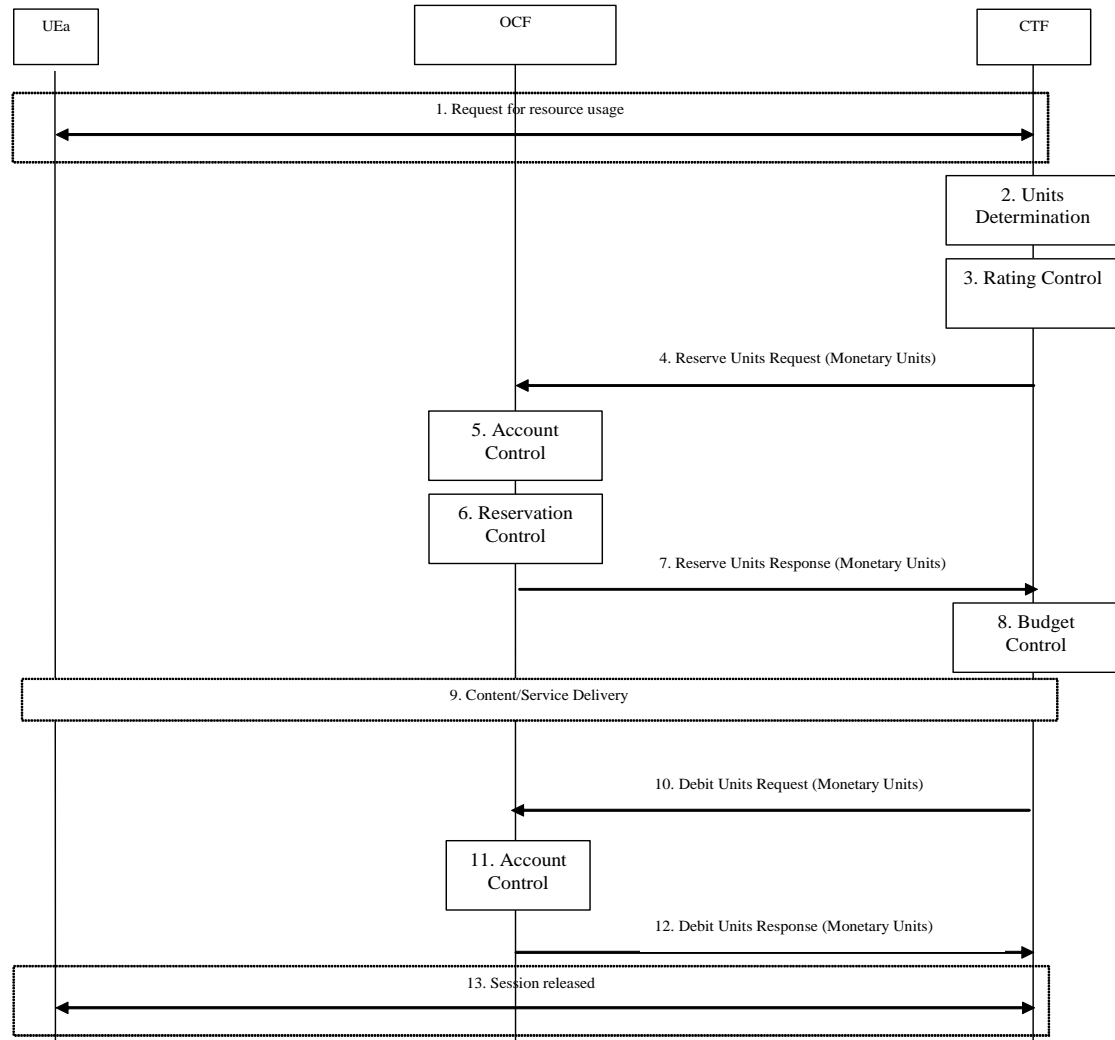 UEa
OCF
CTF
1. Request for resource usage
2. Units
Determination
3. Rating Control
4. Reserve Units Request (Monetary Units)
5. Account
Control
6. Reservation
Control
7. Reserve Units Response (Monetary Units)
8. Budget
Control
9. Content/Service Delivery
10. Debit Units Request (Monetary Units)
11. Account
Control
12. Debit Units Response (Monetary Units)
13. Session released